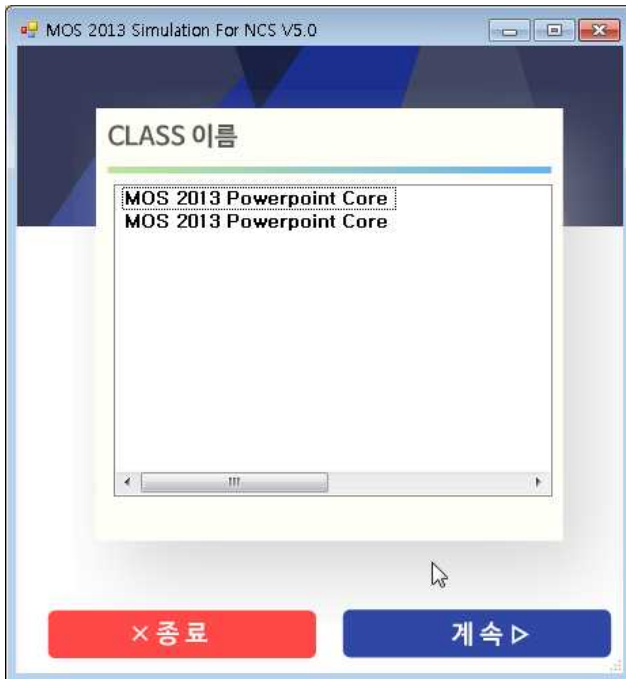 MOS 2013 Simulation For NCS V5.0
CLASS 이름
MOS 2013 Powerpoint Core
MOS 2013 Powerpoint Core
×종료
계속▷